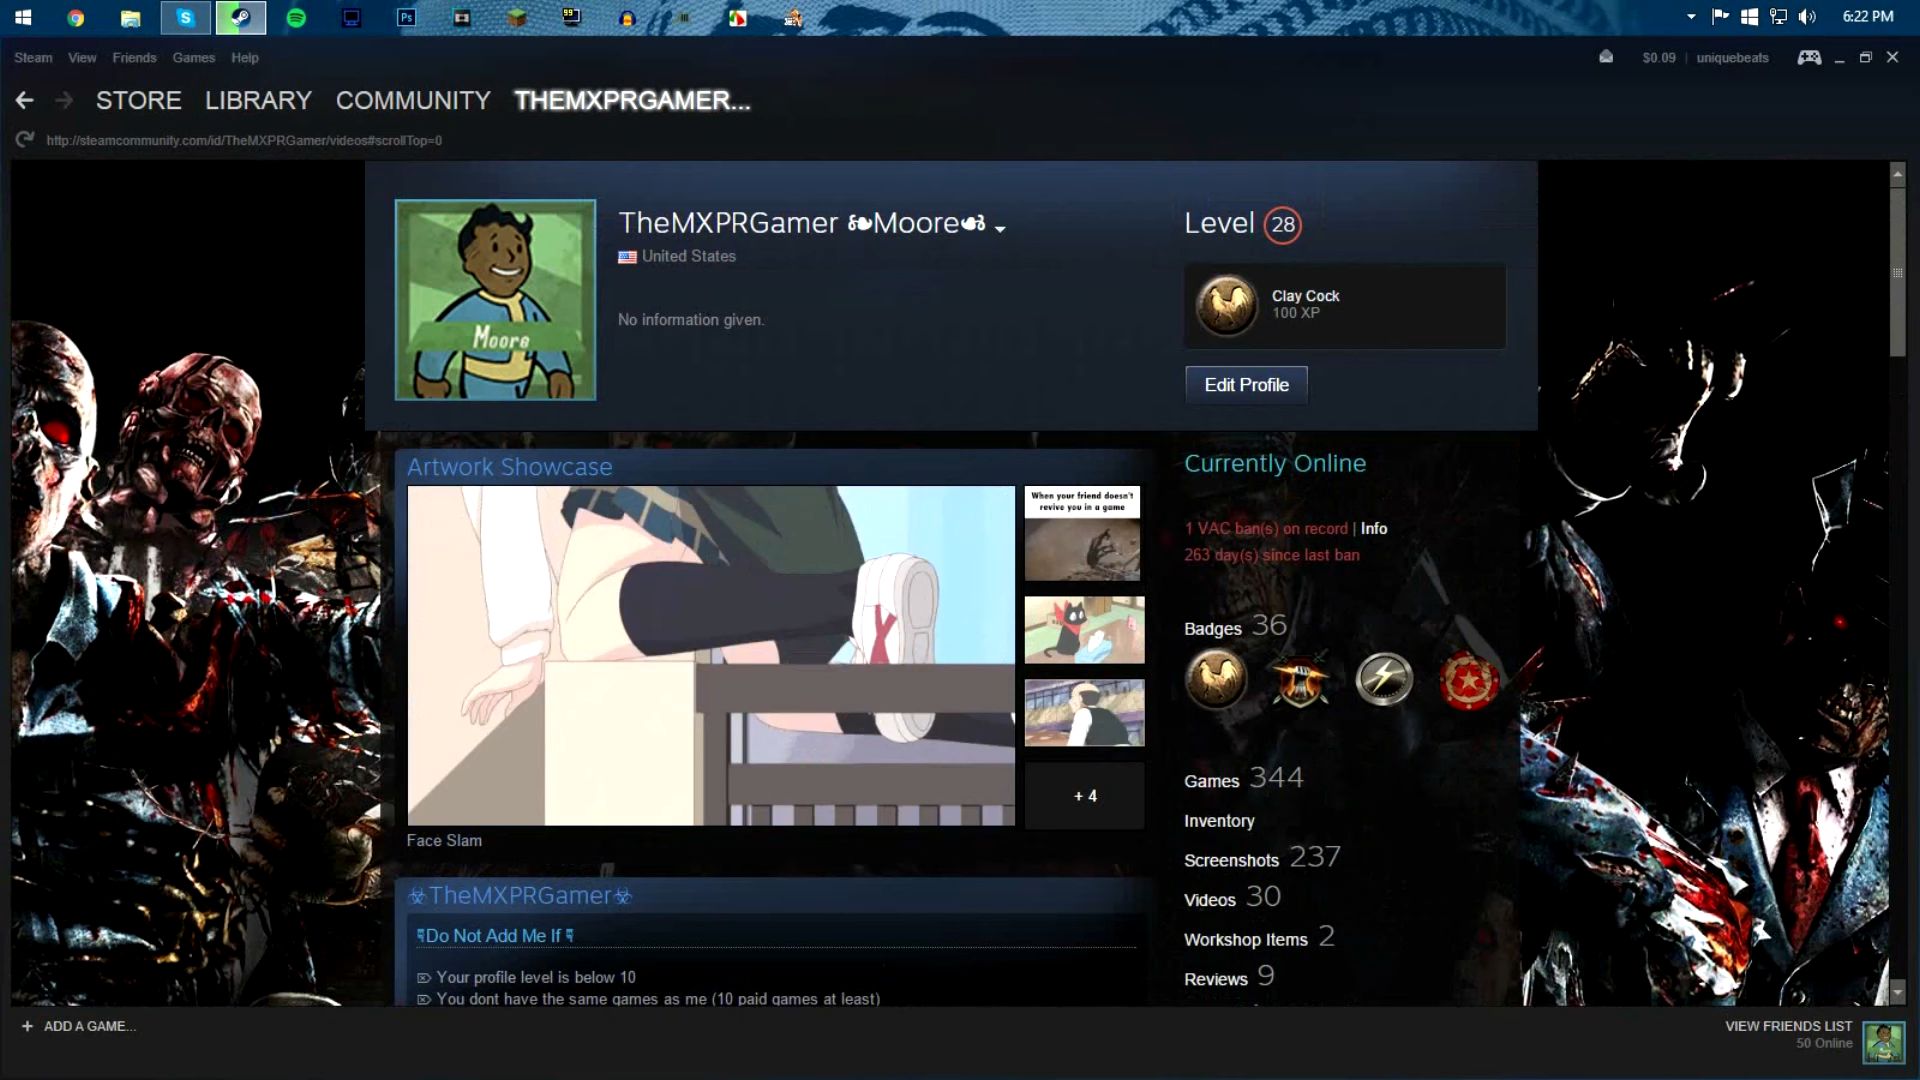 Ps
99
6:22 PM
Steam View Friends Games Help
$0.09 | uniquebeats
STORE LIBRARY COMMUNITY THEMXPRGAMER...
http://steamcommunity.com/id/TheMXPRGamer/videos#scrollTop=0
TheMXPRGamer ❧Moore☙
United States
No information given.
Moore
Level 28
Clay Cock
100 XP
Edit Profile
Artwork Showcase
When your friend doesn't
revive you in a game
+ 4
Face Slam
☣TheMXPRGamer☣
Do Not Add Me If
⌦ Your profile level is below 10
⌦ You dont have the same games as me (10 paid games at least)
Currently Online
1 VAC ban(s) on record | Info
263 day(s) since last ban
Badges 36
Games 344
Inventory
Screenshots 237
Videos 30
Workshop Items 2
Reviews 9
+ ADD A GAME...
VIEW FRIENDS LIST
50 Online